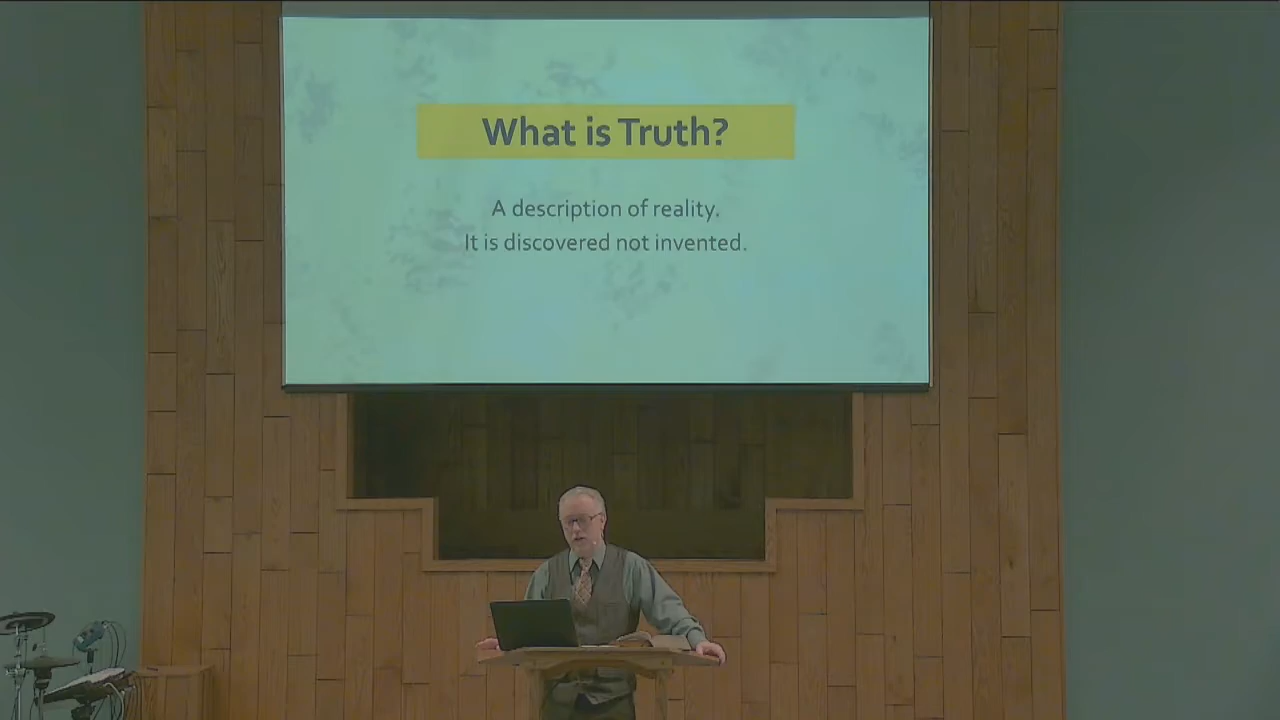 What is Truth?
A description of reality.
It is discovered not invented.